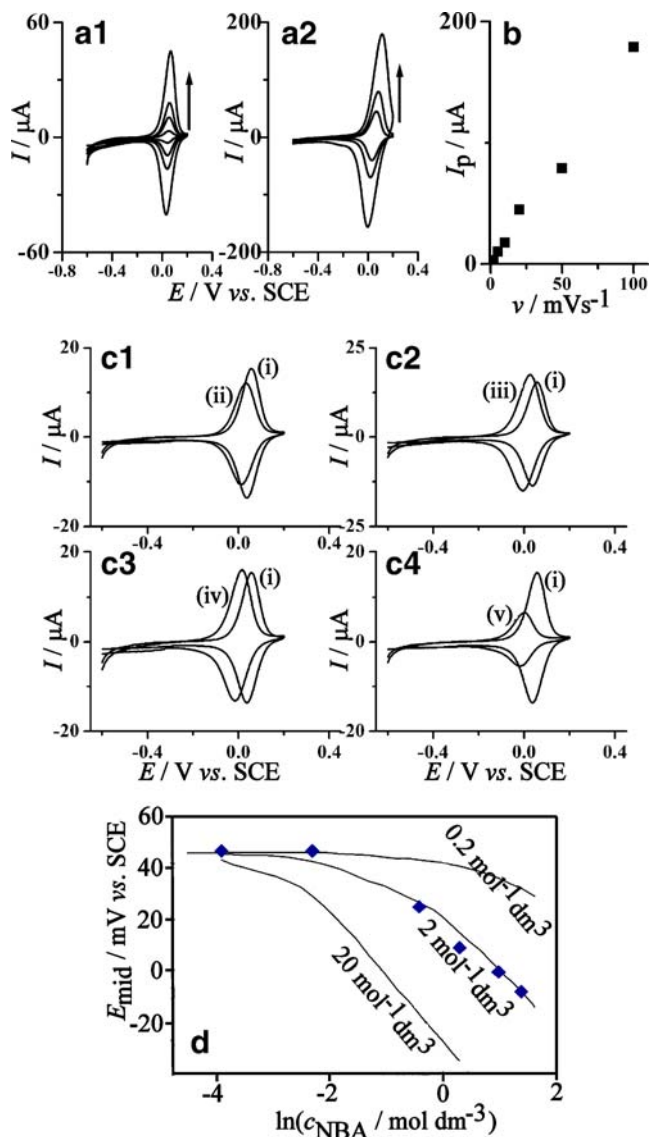 a1
a2
b
60
0
-60
I / µA
-0.8 -0.4 0.0 0.4
200
0
-200
I / µA
-0.8 -0.4 0.0 0.4
E / V vs. SCE
200
0
Ip / µA
0 50 100
v / mVs-1
c1
20
0
-20
I / µA
(i)
(ii)
-0.4 0.0 0.4
c2
25
0
-25
I / µA
(iii)
(i)
-0.4 0.0 0.4
c3
20
0
-20
I / µA
(iv)
(i)
-0.4 0.0 0.4
E / V vs. SCE
c4
20
0
-20
I / µA
(v)
(i)
-0.4 0.0 0.4
E / V vs. SCE
60
40
20
0
-20
Emid / mV vs. SCE
0.2 mol-1 dm3
2 mol-1 dm3
20 mol-1 dm3
d
-4 -2 0 2
ln(cNBA / mol dm-3)